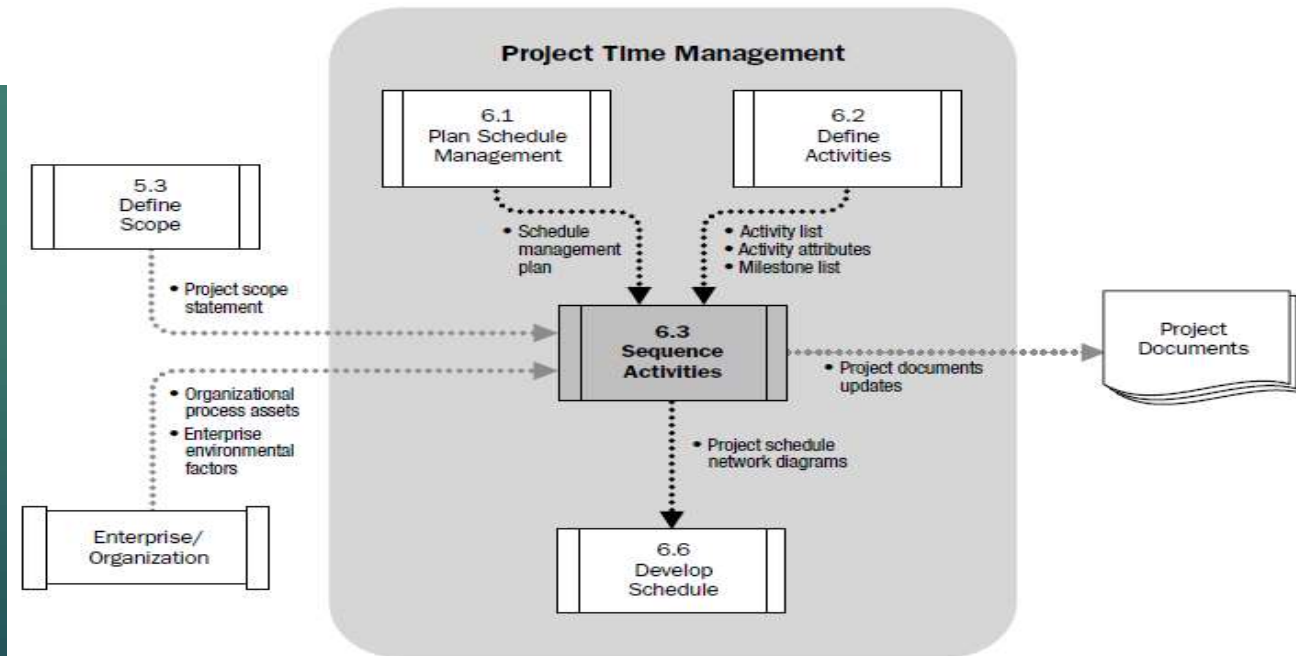 Project Time Management
6.1
Plan Schedule
Management
6.2
Define
Activities
5.3
Define
Scope
• Schedule
management
plan
• Activity list
• Activity attributes
• Milestone list
• Project scope
statement
6.3
Sequence
Activities
Project
Documents
• Project documents
updates
• Organizational
process assets
• Enterprise
environmental
factors
• Project schedule
network diagrams
Enterprise/
Organization
6.6
Develop
Schedule